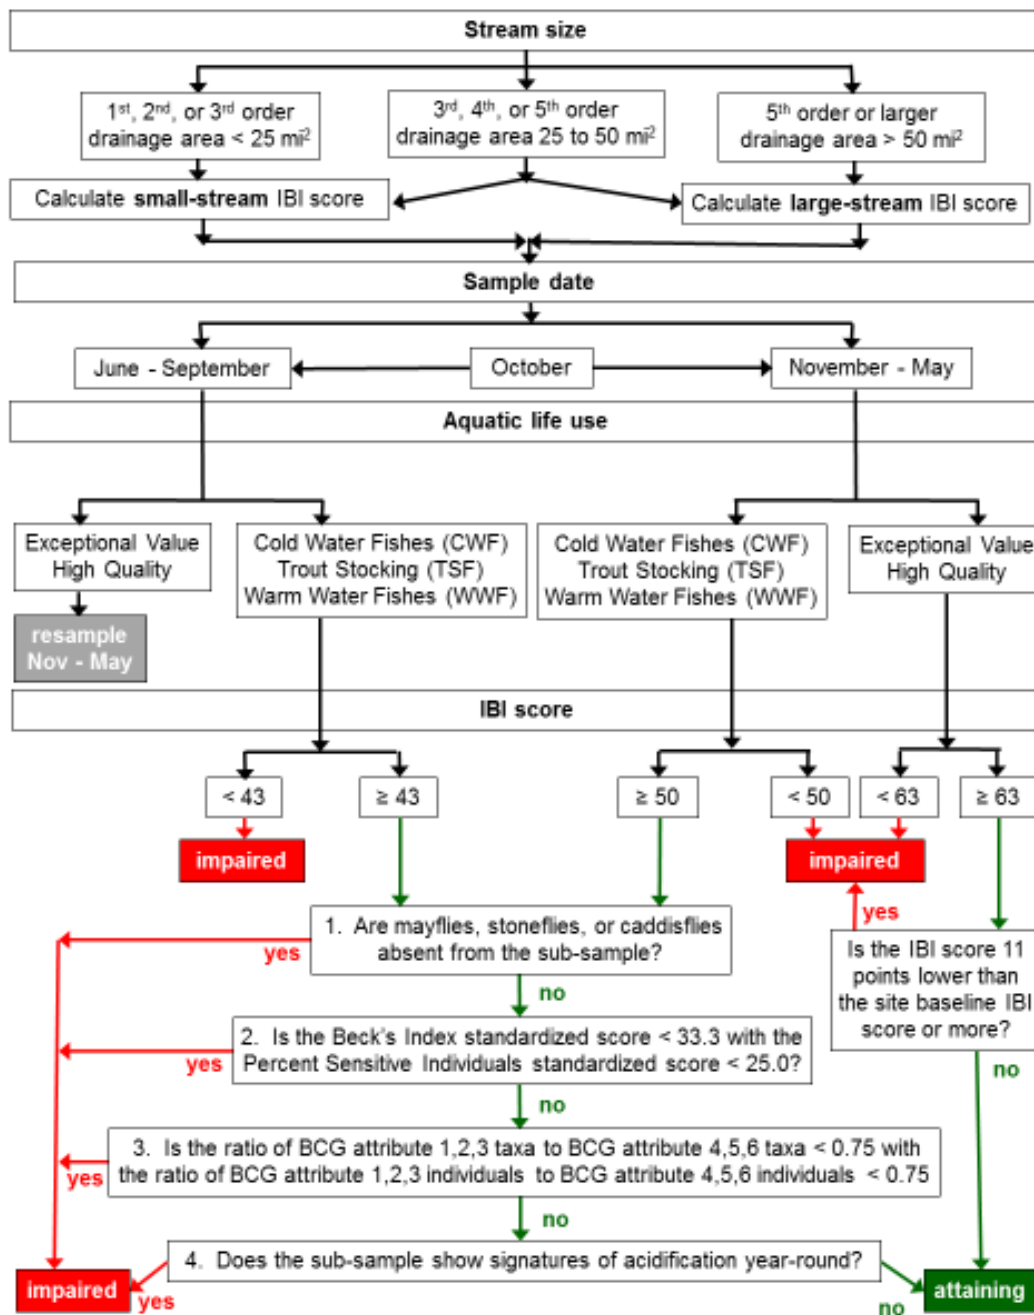 Stream size
1st, 2nd, or 3rd order
drainage area < 25 mi²
3rd, 4th, or 5th order
drainage area 25 to 50 mi²
5th order or larger
drainage area > 50 mi²
Calculate small-stream IBI score
Calculate large-stream IBI score
Sample date
June - September
October
November - May
Aquatic life use
Exceptional Value
High Quality
Cold Water Fishes (CWF)
Trout Stocking (TSF)
Warm Water Fishes (WWF)
Cold Water Fishes (CWF)
Trout Stocking (TSF)
Warm Water Fishes (WWF)
Exceptional Value
High Quality
resample
Nov - May
IBI score
< 43
≥ 43
≥ 50
< 50
< 63
≥ 63
impaired
impaired
yes
1. Are mayflies, stoneflies, or caddisflies
absent from the sub-sample?
yes
no
Is the IBI score 11
points lower than
the site baseline IBI
score or more?
no
2. Is the Beck's Index standardized score < 33.3 with the
Percent Sensitive Individuals standardized score < 25.0?
yes
no
3. Is the ratio of BCG attribute 1,2,3 taxa to BCG attribute 4,5,6 taxa < 0.75 with
the ratio of BCG attribute 1,2,3 individuals to BCG attribute 4,5,6 individuals < 0.75
yes
no
4. Does the sub-sample show signatures of acidification year-round?
impaired
yes
no
attaining